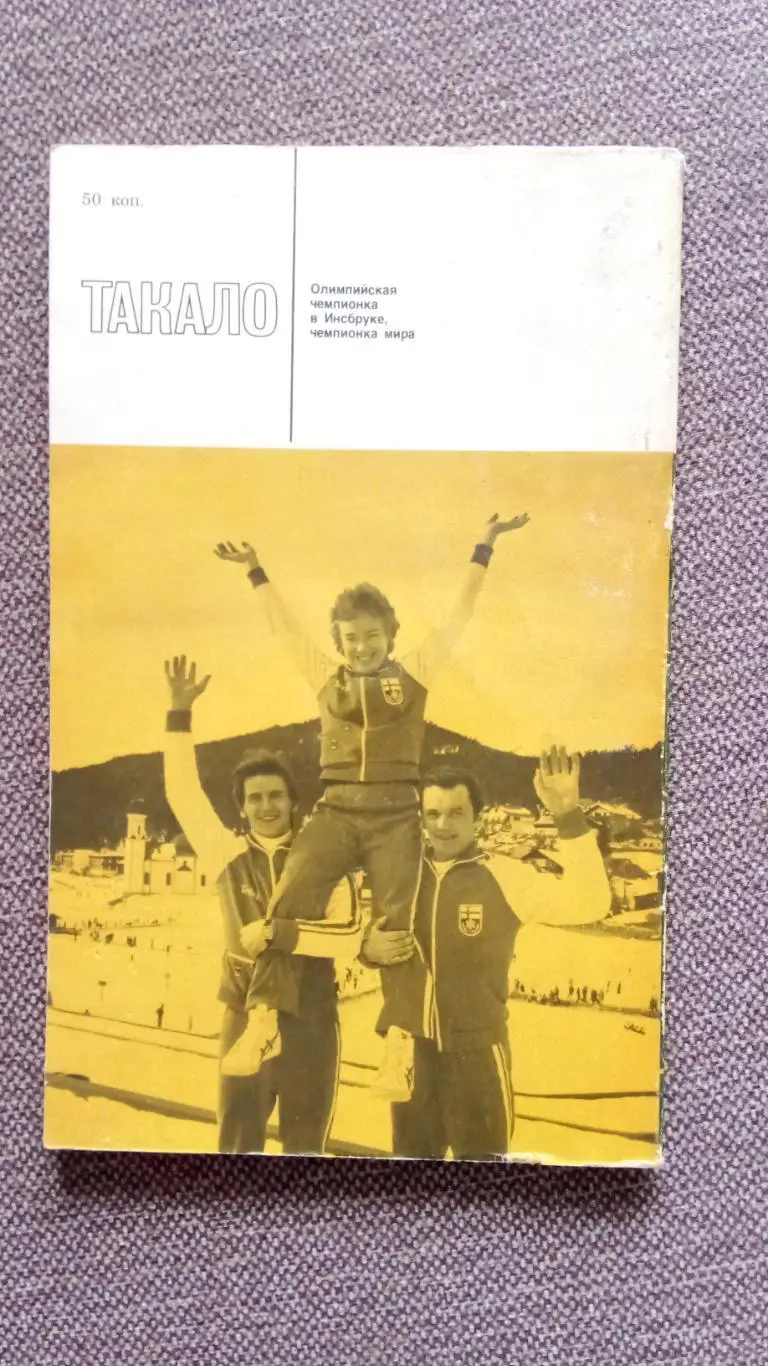 50 коп.
ТАКАЛО
Олимпийская
чемпионка
в Инсбруке,
чемпионка мира